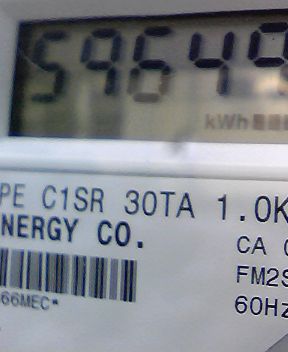 59649
kWh
PE C1SR 30TA 1.0K
NERGY CO.
CA
FM2S
60Hz
66MEC*